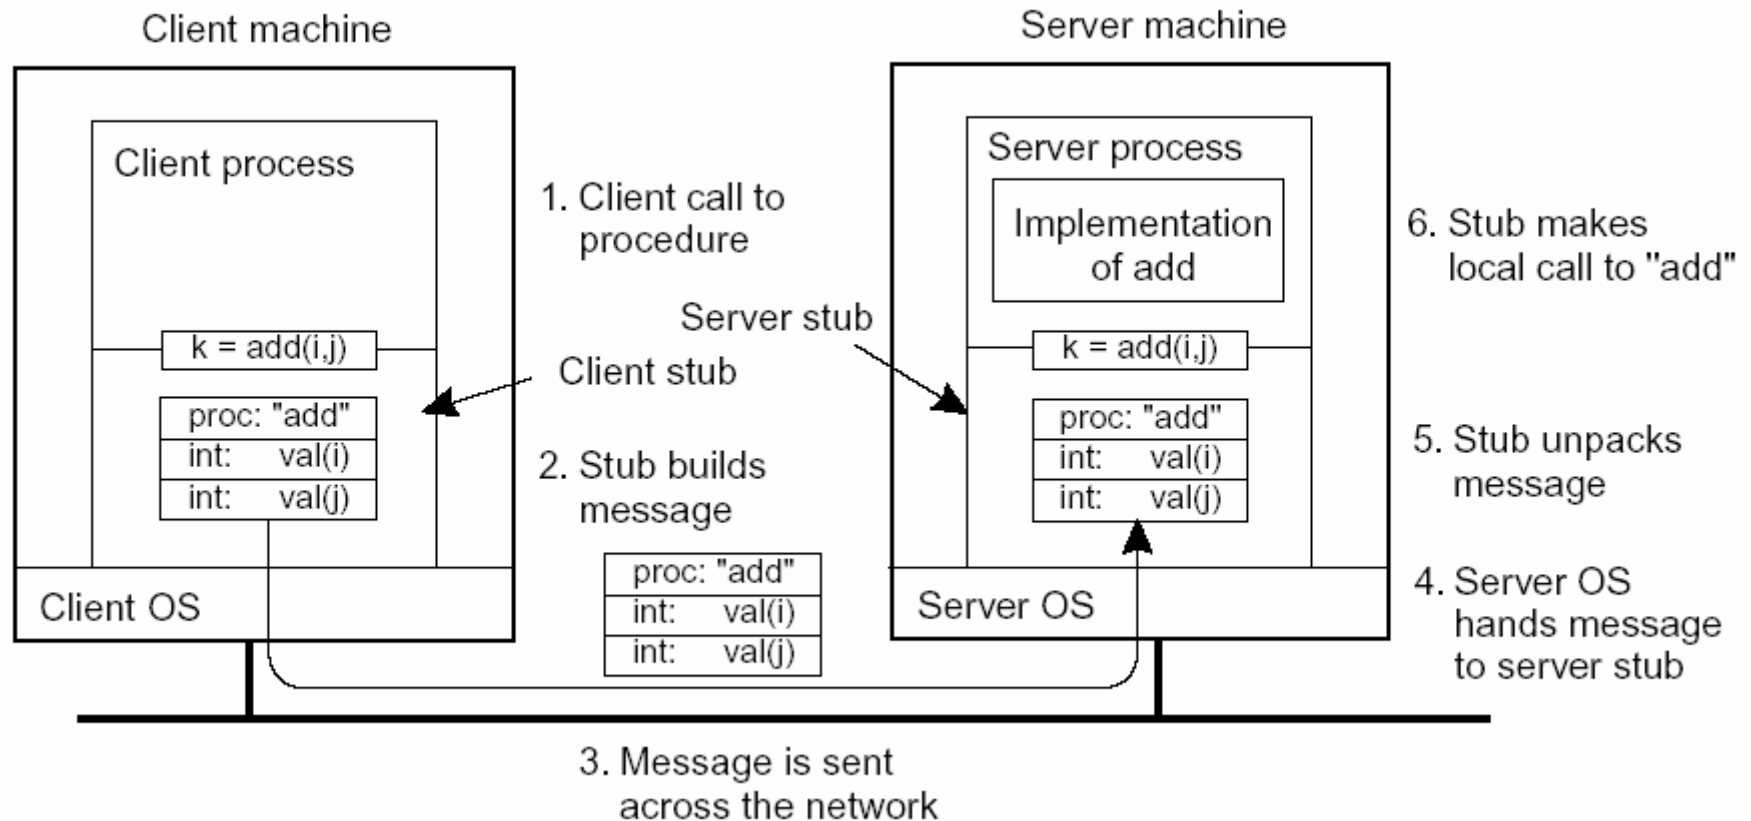 Client machine
Server machine
Client process
1. Client call to
procedure
Server process
Implementation
of add
6. Stub makes
local call to "add"
Server stub
k = add(i,j)
k = add(i,j)
Client stub
proc: "add"
int: val(i)
int: val(j)
2. Stub builds
message
proc: "add"
int: val(i)
int: val(j)
5. Stub unpacks
message
proc: "add"
int: val(i)
int: val(j)
Client OS
Server OS
4. Server OS
hands message
to server stub
3. Message is sent
across the network